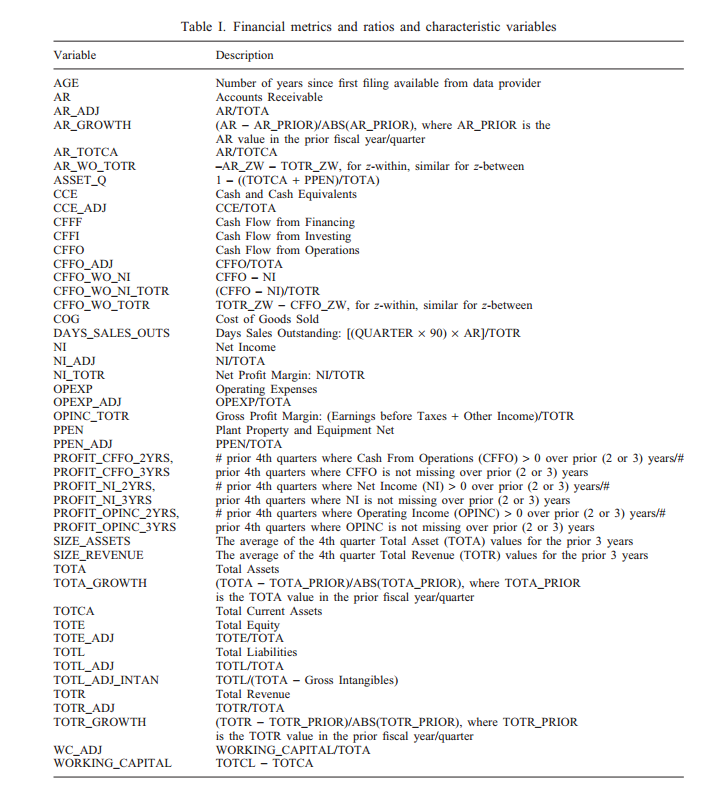 Table I. Financial metrics and ratios and characteristic variables
Variable Description
AGE Number of years since first filing available from data provider
AR Accounts Receivable
AR_ADJ AR/TOTA
AR_GROWTH (AR − AR_PRIOR)/ABS(AR_PRIOR), where AR_PRIOR is the
AR value in the prior fiscal year/quarter
AR_TOTCA AR/TOTCA
AR_WO_TOTR −AR_ZW − TOTR_ZW, for z-within, similar for z-between
ASSET_Q 1 − ((TOTCA + PPEN)/TOTA)
CCE Cash and Cash Equivalents
CCE_ADJ CCE/TOTA
CFFF Cash Flow from Financing
CFFI Cash Flow from Investing
CFFO Cash Flow from Operations
CFFO_ADJ CFFO/TOTA
CFFO_WO_NI CFFO − NI
CFFO_WO_NI_TOTR (CFFO − NI)/TOTR
CFFO_WO_TOTR TOTR_ZW − CFFO_ZW, for z-within, similar for z-between
COG Cost of Goods Sold
DAYS_SALES_OUTS Days Sales Outstanding: [(QUARTER × 90) × AR]/TOTR
NI Net Income
NI_ADJ NI/TOTA
NI_TOTR Net Profit Margin: NI/TOTR
OPEXP Operating Expenses
OPEXP_ADJ OPEXP/TOTA
OPINC_TOTR Gross Profit Margin: (Earnings before Taxes + Other Income)/TOTR
PPEN Plant Property and Equipment Net
PPEN_ADJ PPEN/TOTA
PROFIT_CFFO_2YRS, # prior 4th quarters where Cash From Operations (CFFO) > 0 over prior (2 or 3) years/#
PROFIT_CFFO_3YRS prior 4th quarters where CFFO is not missing over prior (2 or 3) years
PROFIT_NI_2YRS, # prior 4th quarters where Net Income (NI) > 0 over prior (2 or 3) years/#
PROFIT_NI_3YRS prior 4th quarters where NI is not missing over prior (2 or 3) years
PROFIT_OPINC_2YRS, # prior 4th quarters where Operating Income (OPINC) > 0 over prior (2 or 3) years/#
PROFIT_OPINC_3YRS prior 4th quarters where OPINC is not missing over prior (2 or 3) years
SIZE_ASSETS The average of the 4th quarter Total Asset (TOTA) values for the prior 3 years
SIZE_REVENUE The average of the 4th quarter Total Revenue (TOTR) values for the prior 3 years
TOTA Total Assets
TOTA_GROWTH (TOTA − TOTA_PRIOR)/ABS(TOTA_PRIOR), where TOTA_PRIOR
is the TOTA value in the prior fiscal year/quarter
TOTCA Total Current Assets
TOTE Total Equity
TOTE_ADJ TOTE/TOTA
TOTL Total Liabilities
TOTL_ADJ TOTL/TOTA
TOTL_ADJ_INTAN TOTL/(TOTA − Gross Intangibles)
TOTR Total Revenue
TOTR_ADJ TOTR/TOTA
TOTR_GROWTH (TOTR − TOTR_PRIOR)/ABS(TOTR_PRIOR), where TOTR_PRIOR
is the TOTR value in the prior fiscal year/quarter
WC_ADJ WORKING_CAPITAL/TOTA
WORKING_CAPITAL TOTCL − TOTCA